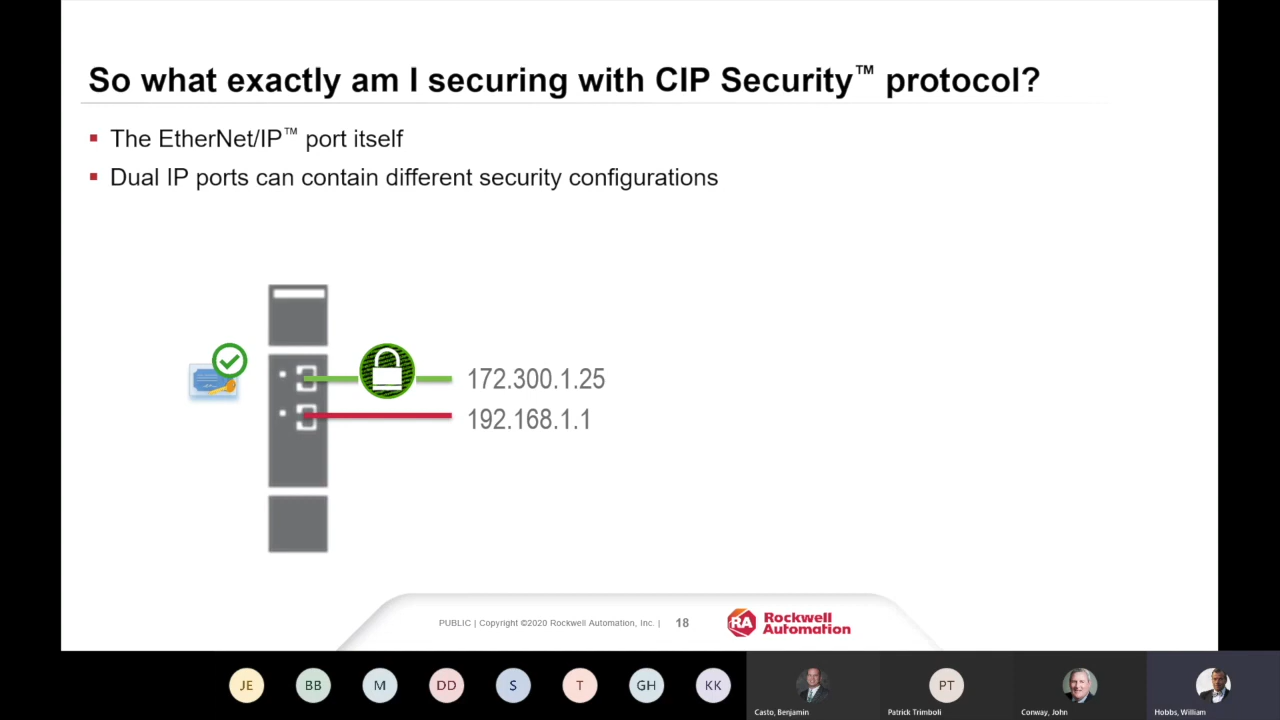 So what exactly am I securing with CIP Security™ protocol?
The EtherNet/IP™ port itself
Dual IP ports can contain different security configurations
172.300.1.25
192.168.1.1
PUBLIC | Copyright ©2020 Rockwell Automation, Inc. | 18
RA Rockwell
Automation
JE BB M DD S T GH KK PT
Casto, Benjamin Patrick Trimboli Conway, John Hobbs, William